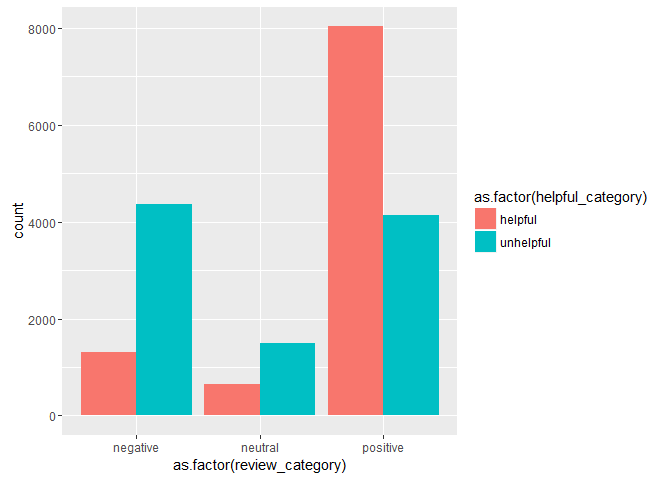 8000
6000
4000
2000
0
count
negative
neutral
positive
as.factor(review_category)
as.factor(helpful_category)
helpful
unhelpful